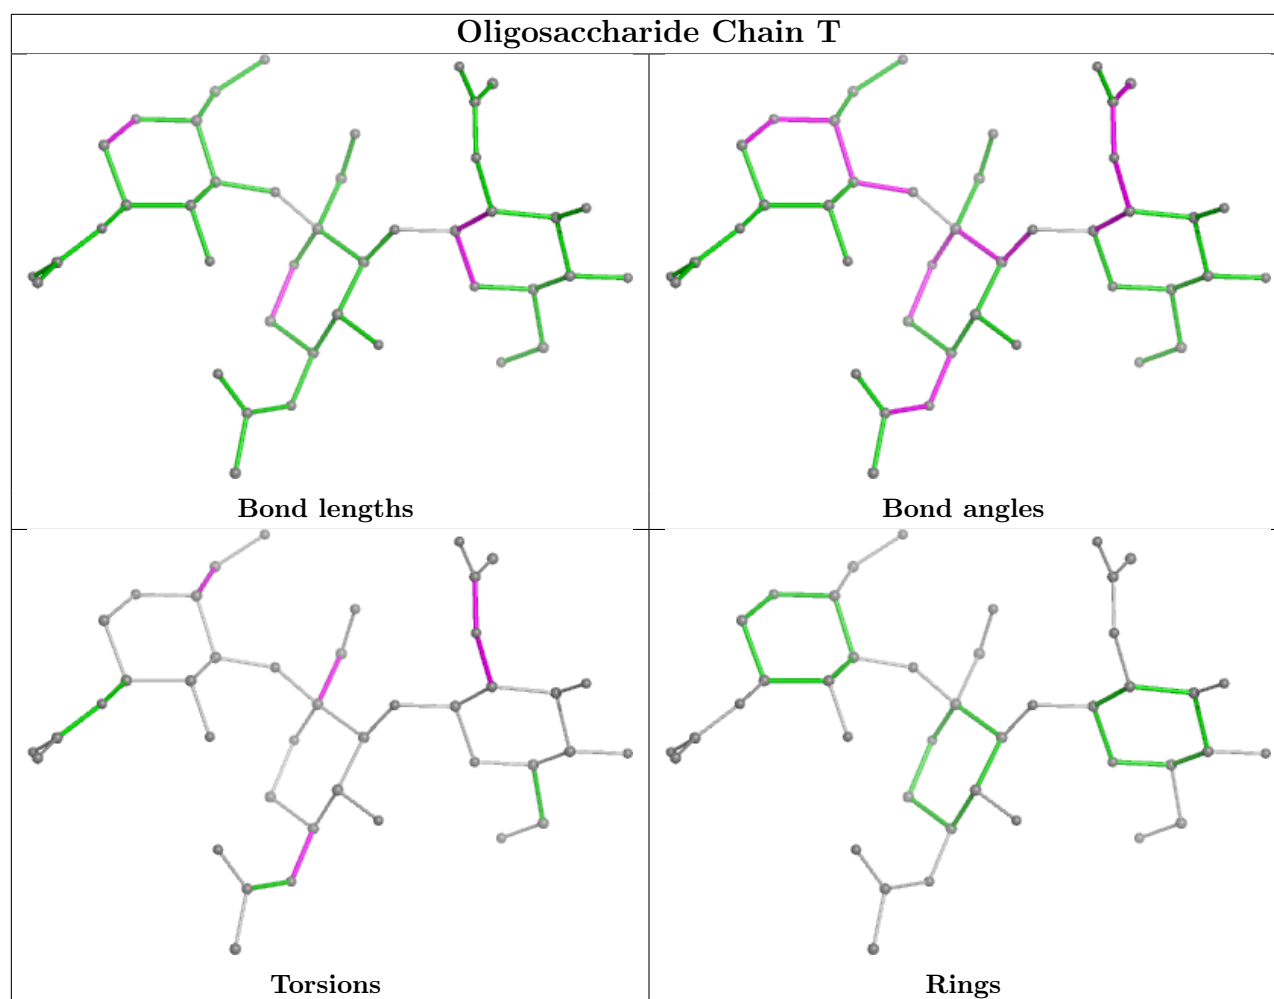 Oligosaccharide Chain T
Bond lengths
Bond angles
Torsions
Rings